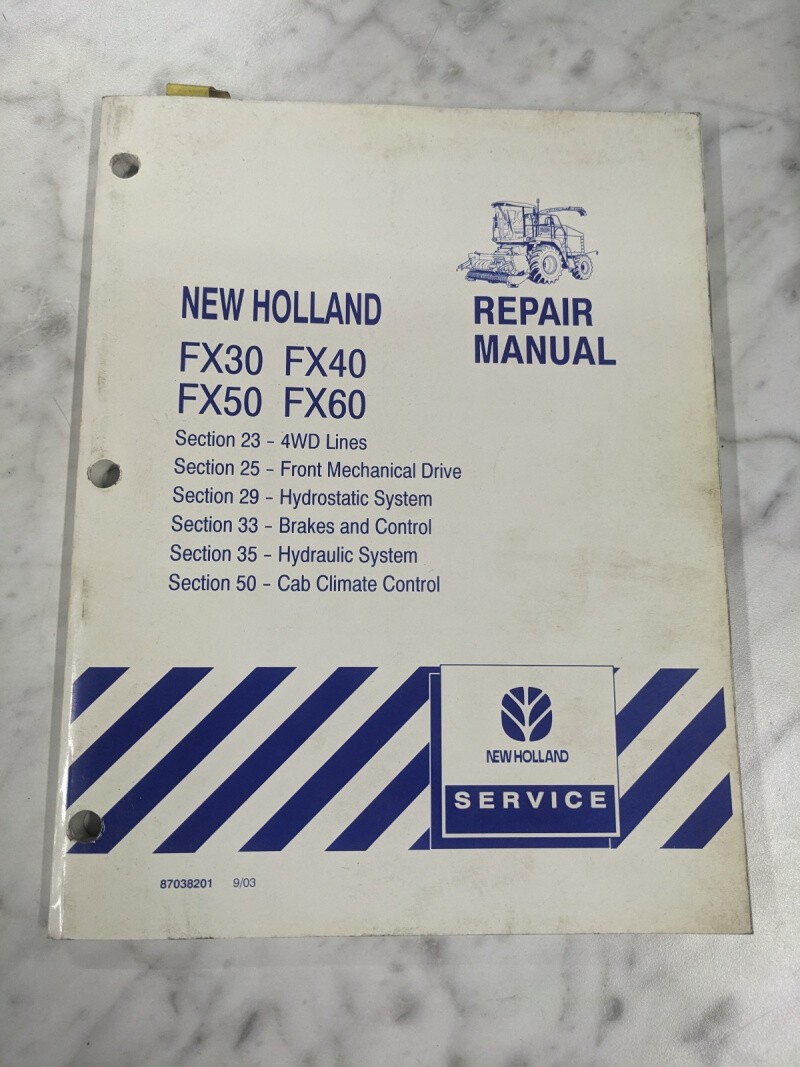 NEW HOLLAND
FX30 FX40
FX50 FX60
REPAIR
MANUAL
Section 23 - 4WD Lines
Section 25 - Front Mechanical Drive
Section 29 - Hydrostatic System
Section 33 - Brakes and Control
Section 35 - Hydraulic System
Section 50 - Cab Climate Control
NEW HOLLAND
SERVICE
87038201 9/03